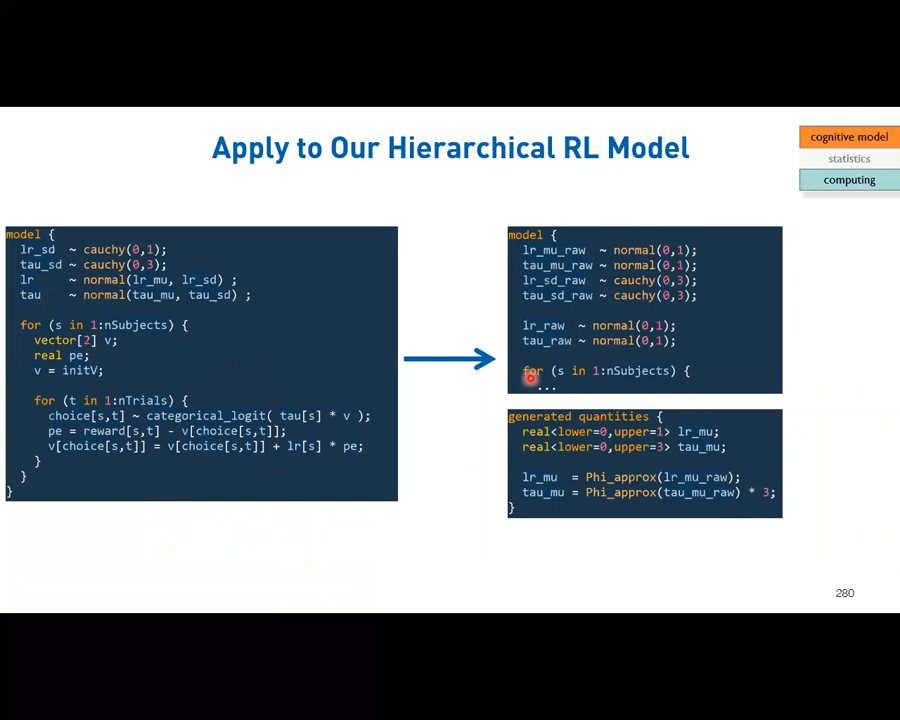 Apply to Our Hierarchical RL Model
cognitive model
statistics
computing
model {
lr_sd ~ cauchy(0,1);
tau_sd ~ cauchy(0,3);
lr ~ normal(lr_mu, lr_sd) ;
tau ~ normal(tau_mu, tau_sd) ;
for (s in 1:nSubjects) {
vector[2] v;
real pe;
v = initV;
for (t in 1:nTrials) {
choice[s,t] ~ categorical_logit( tau[s] * v );
pe = reward[s,t] - v[choice[s,t]];
v[choice[s,t]] = v[choice[s,t]] + lr[s] * pe;
}
}
}
model {
lr_mu_raw ~ normal(0,1);
tau_mu_raw ~ normal(0,1);
lr_sd_raw ~ cauchy(0,3);
tau_sd_raw ~ cauchy(0,3);
lr_raw ~ normal(0,1);
tau_raw ~ normal(0,1);
for (s in 1:nSubjects) {
...
generated quantities {
real<lower=0,upper=1> lr_mu;
real<lower=0,upper=3> tau_mu;
lr_mu = Phi_approx(lr_mu_raw);
tau_mu = Phi_approx(tau_mu_raw) * 3;
}
280